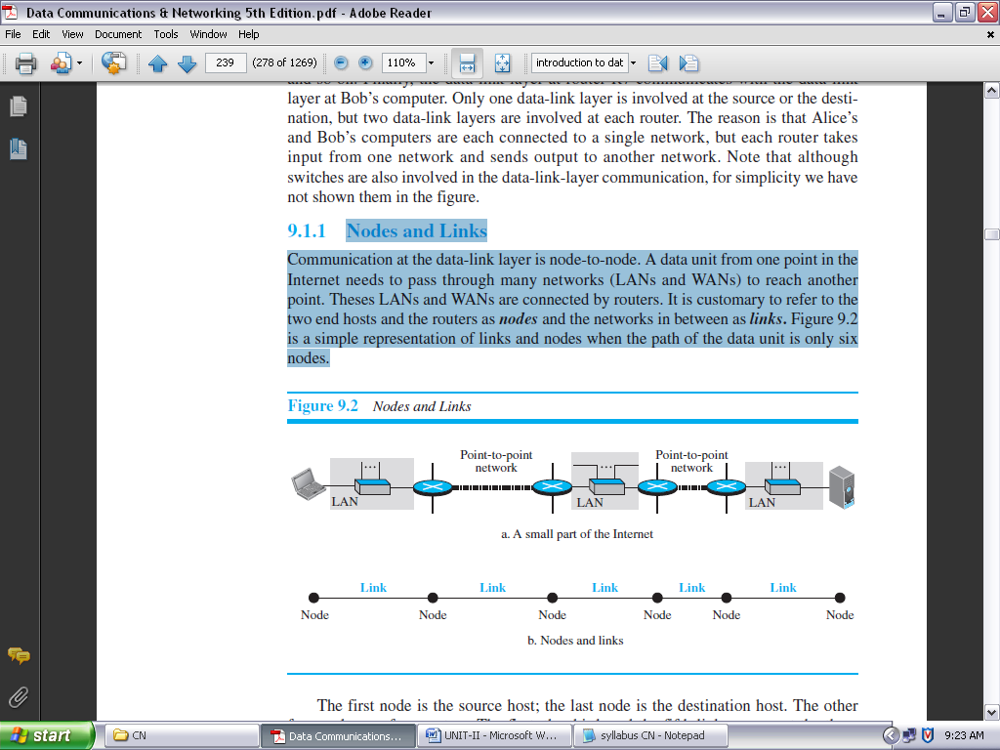 Data Communications & Networking 5th Edition.pdf - Adobe Reader
File Edit View Document Tools Window Help
239 (278 of 1269) 110% introduction to dat
layer at Bob's computer. Only one data-link layer is involved at the source or the desti-
nation, but two data-link layers are involved at each router. The reason is that Alice's
and Bob's computers are each connected to a single network, but each router takes
input from one network and sends output to another network. Note that although
switches are also involved in the data-link-layer communication, for simplicity we have
not shown them in the figure.
9.1.1 Nodes and Links
Communication at the data-link layer is node-to-node. A data unit from one point in the
Internet needs to pass through many networks (LANs and WANs) to reach another
point. Theses LANs and WANs are connected by routers. It is customary to refer to the
two end hosts and the routers as nodes and the networks in between as links. Figure 9.2
is a simple representation of links and nodes when the path of the data unit is only six
nodes.
Figure 9.2 Nodes and Links
Point-to-point network
Point-to-point network
LAN LAN LAN
a. A small part of the Internet
Link Link Link Link Link
Node Node Node Node Node Node
b. Nodes and links
The first node is the source host; the last node is the destination host. The other
start CN Data Communications... UNIT-II - Microsoft W... syllabus CN - Notepad 9:23 AM